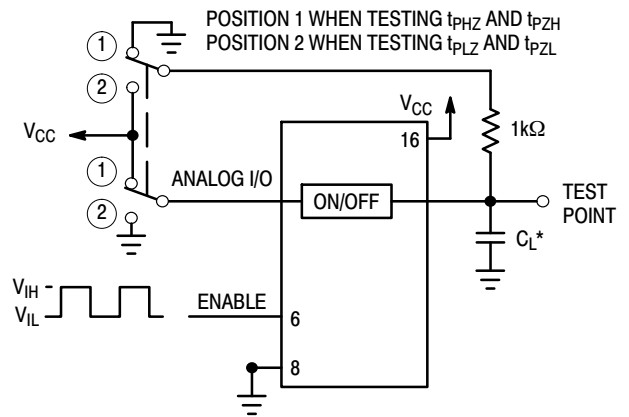 POSITION 1 WHEN TESTING tPHZ AND tPZH
POSITION 2 WHEN TESTING tPLZ AND tPZL
1
2
VCC
VCC
16
1kΩ
1
2
ANALOG I/O
ON/OFF
TEST
POINT
CL*
VIH
VIL
ENABLE
6
8